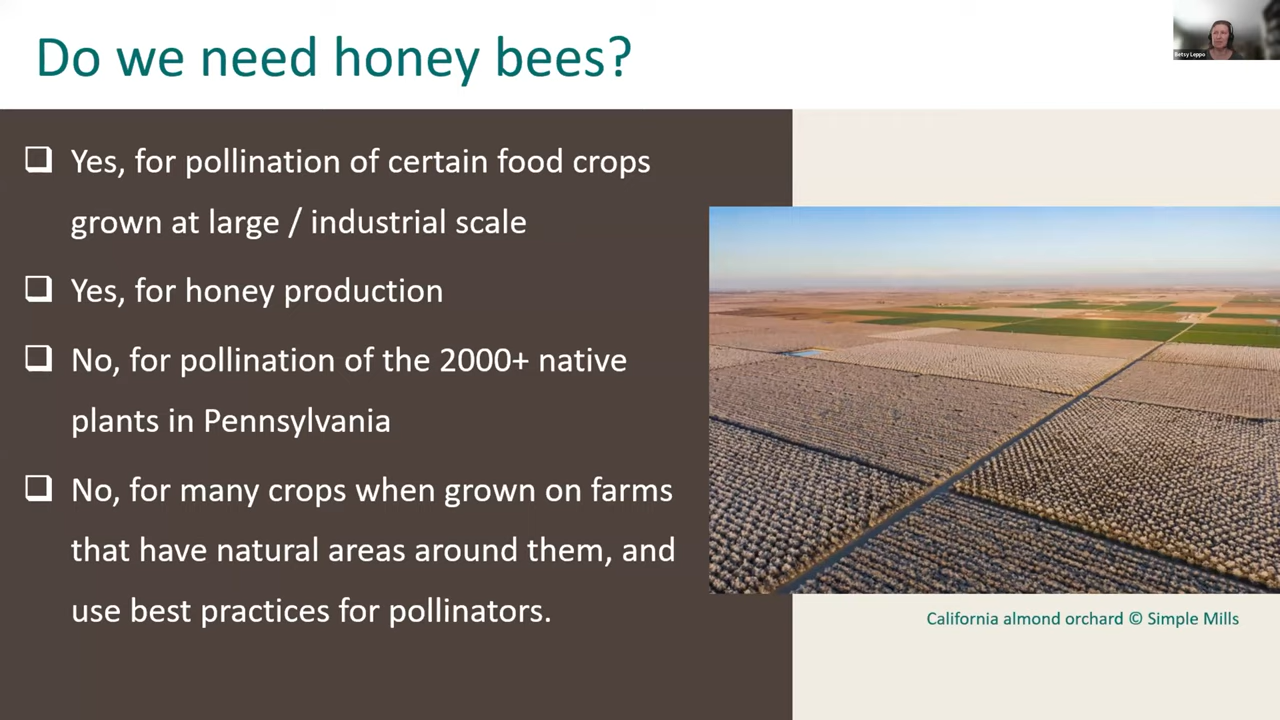 Do we need honey bees?
Betsy Leppo
Yes, for pollination of certain food crops
grown at large / industrial scale
Yes, for honey production
No, for pollination of the 2000+ native
plants in Pennsylvania
No, for many crops when grown on farms
that have natural areas around them, and
use best practices for pollinators.
California almond orchard © Simple Mills